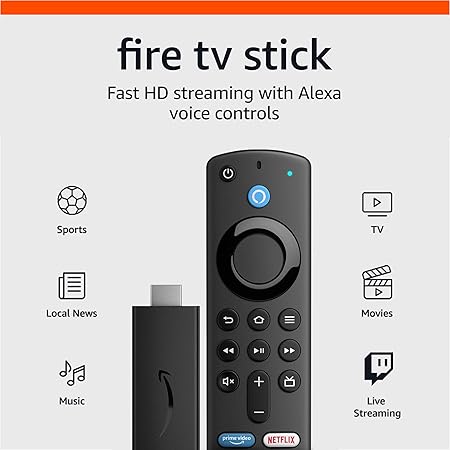 fire tv stick
Fast HD streaming with Alexa
voice controls
Sports
TV
Local News
Movies
Music
Live
Streaming
prime video
NETFLIX